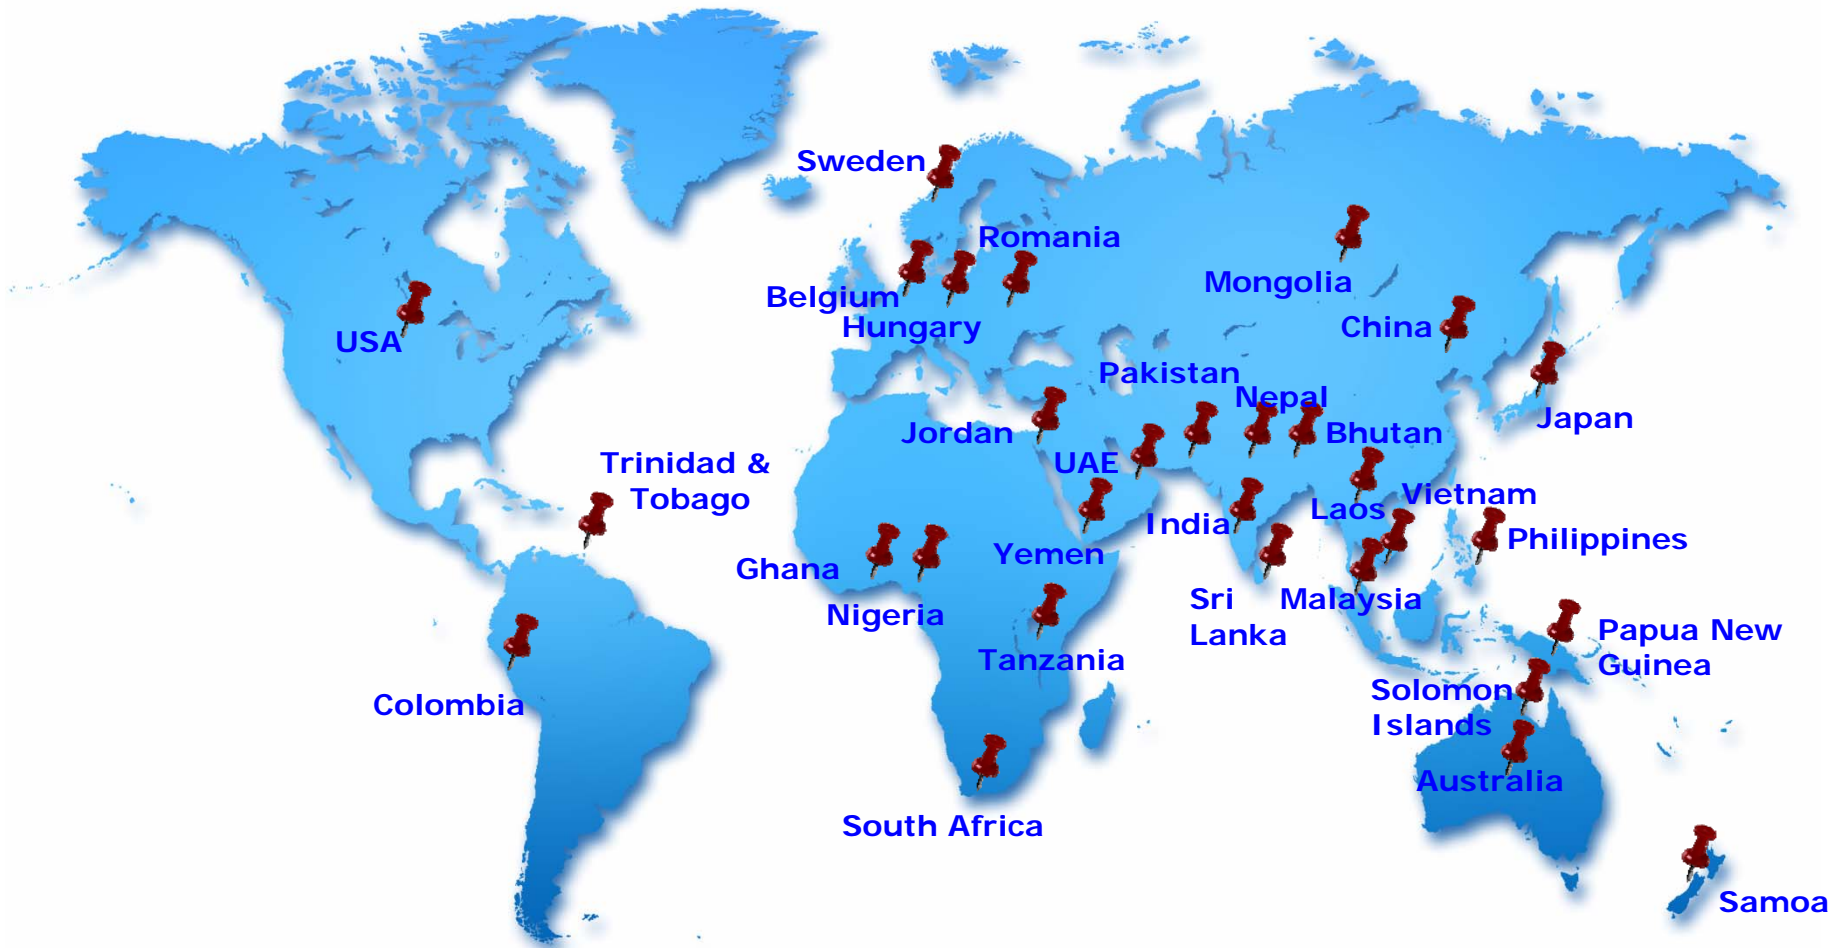 Sweden
Romania
Mongolia
Belgium
Hungary
China
USA
Pakistan
Nepal
Japan
Jordan
Bhutan
UAE
Trinidad &
Tobago
Vietnam
Laos
India
Philippines
Yemen
Ghana
Nigeria
Sri
Lanka
Malaysia
Papua New
Guinea
Tanzania
Solomon
Islands
Colombia
Australia
South Africa
Samoa